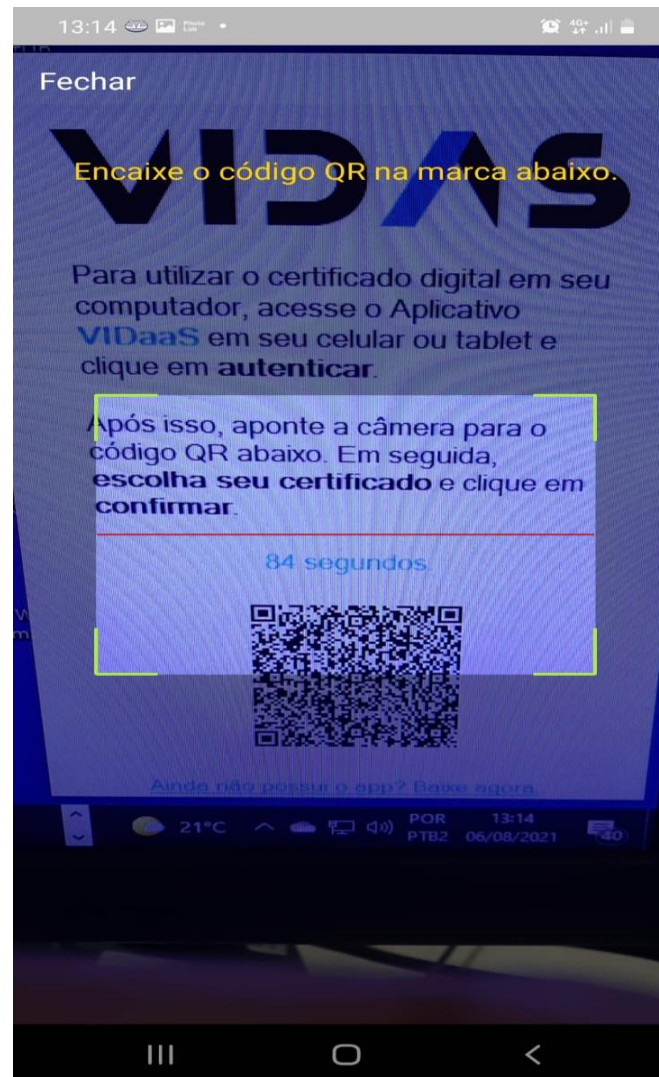 13:14 Photo Lab 4G+
Fechar
VIDAS
Encaixe o código QR na marca abaixo.
Para utilizar o certificado digital em seu
computador, acesse o Aplicativo
VIDaaS em seu celular ou tablet e
clique em autenticar.
Após isso, aponte a câmera para o
código QR abaixo. Em seguida,
escolha seu certificado e clique em
confirmar.
84 segundos.
Ainda não possui o app? Baixe agora.
21°C POR 13:14
PTB2 06/08/2021 40